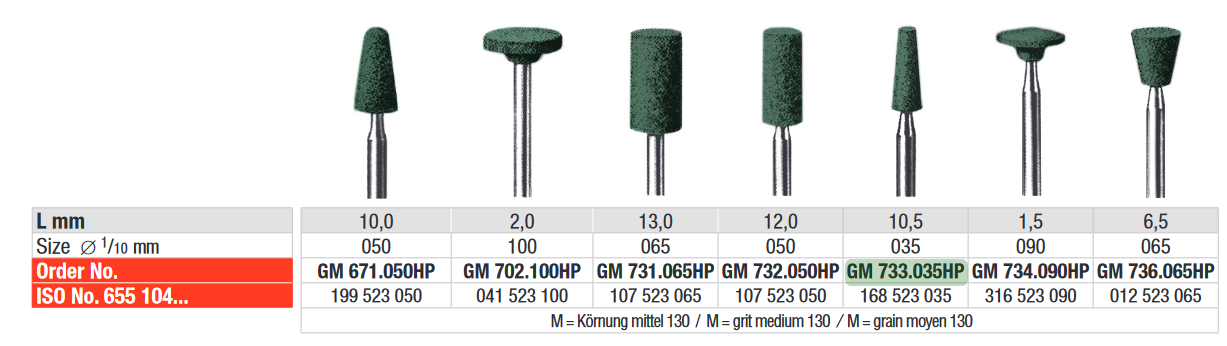 L mm 10,0 2,0 13,0 12,0 10,5 1,5 6,5
Size ⌀ 1/10 mm 050 100 065 050 035 090 065
Order No. GM 671.050HP GM 702.100HP GM 731.065HP GM 732.050HP GM 733.035HP GM 734.090HP GM 736.065HP
ISO No. 655 104... 199 523 050 041 523 100 107 523 065 107 523 050 168 523 035 316 523 090 012 523 065
M = Körnung mittel 130 / M = grit medium 130 / M = grain moyen 130